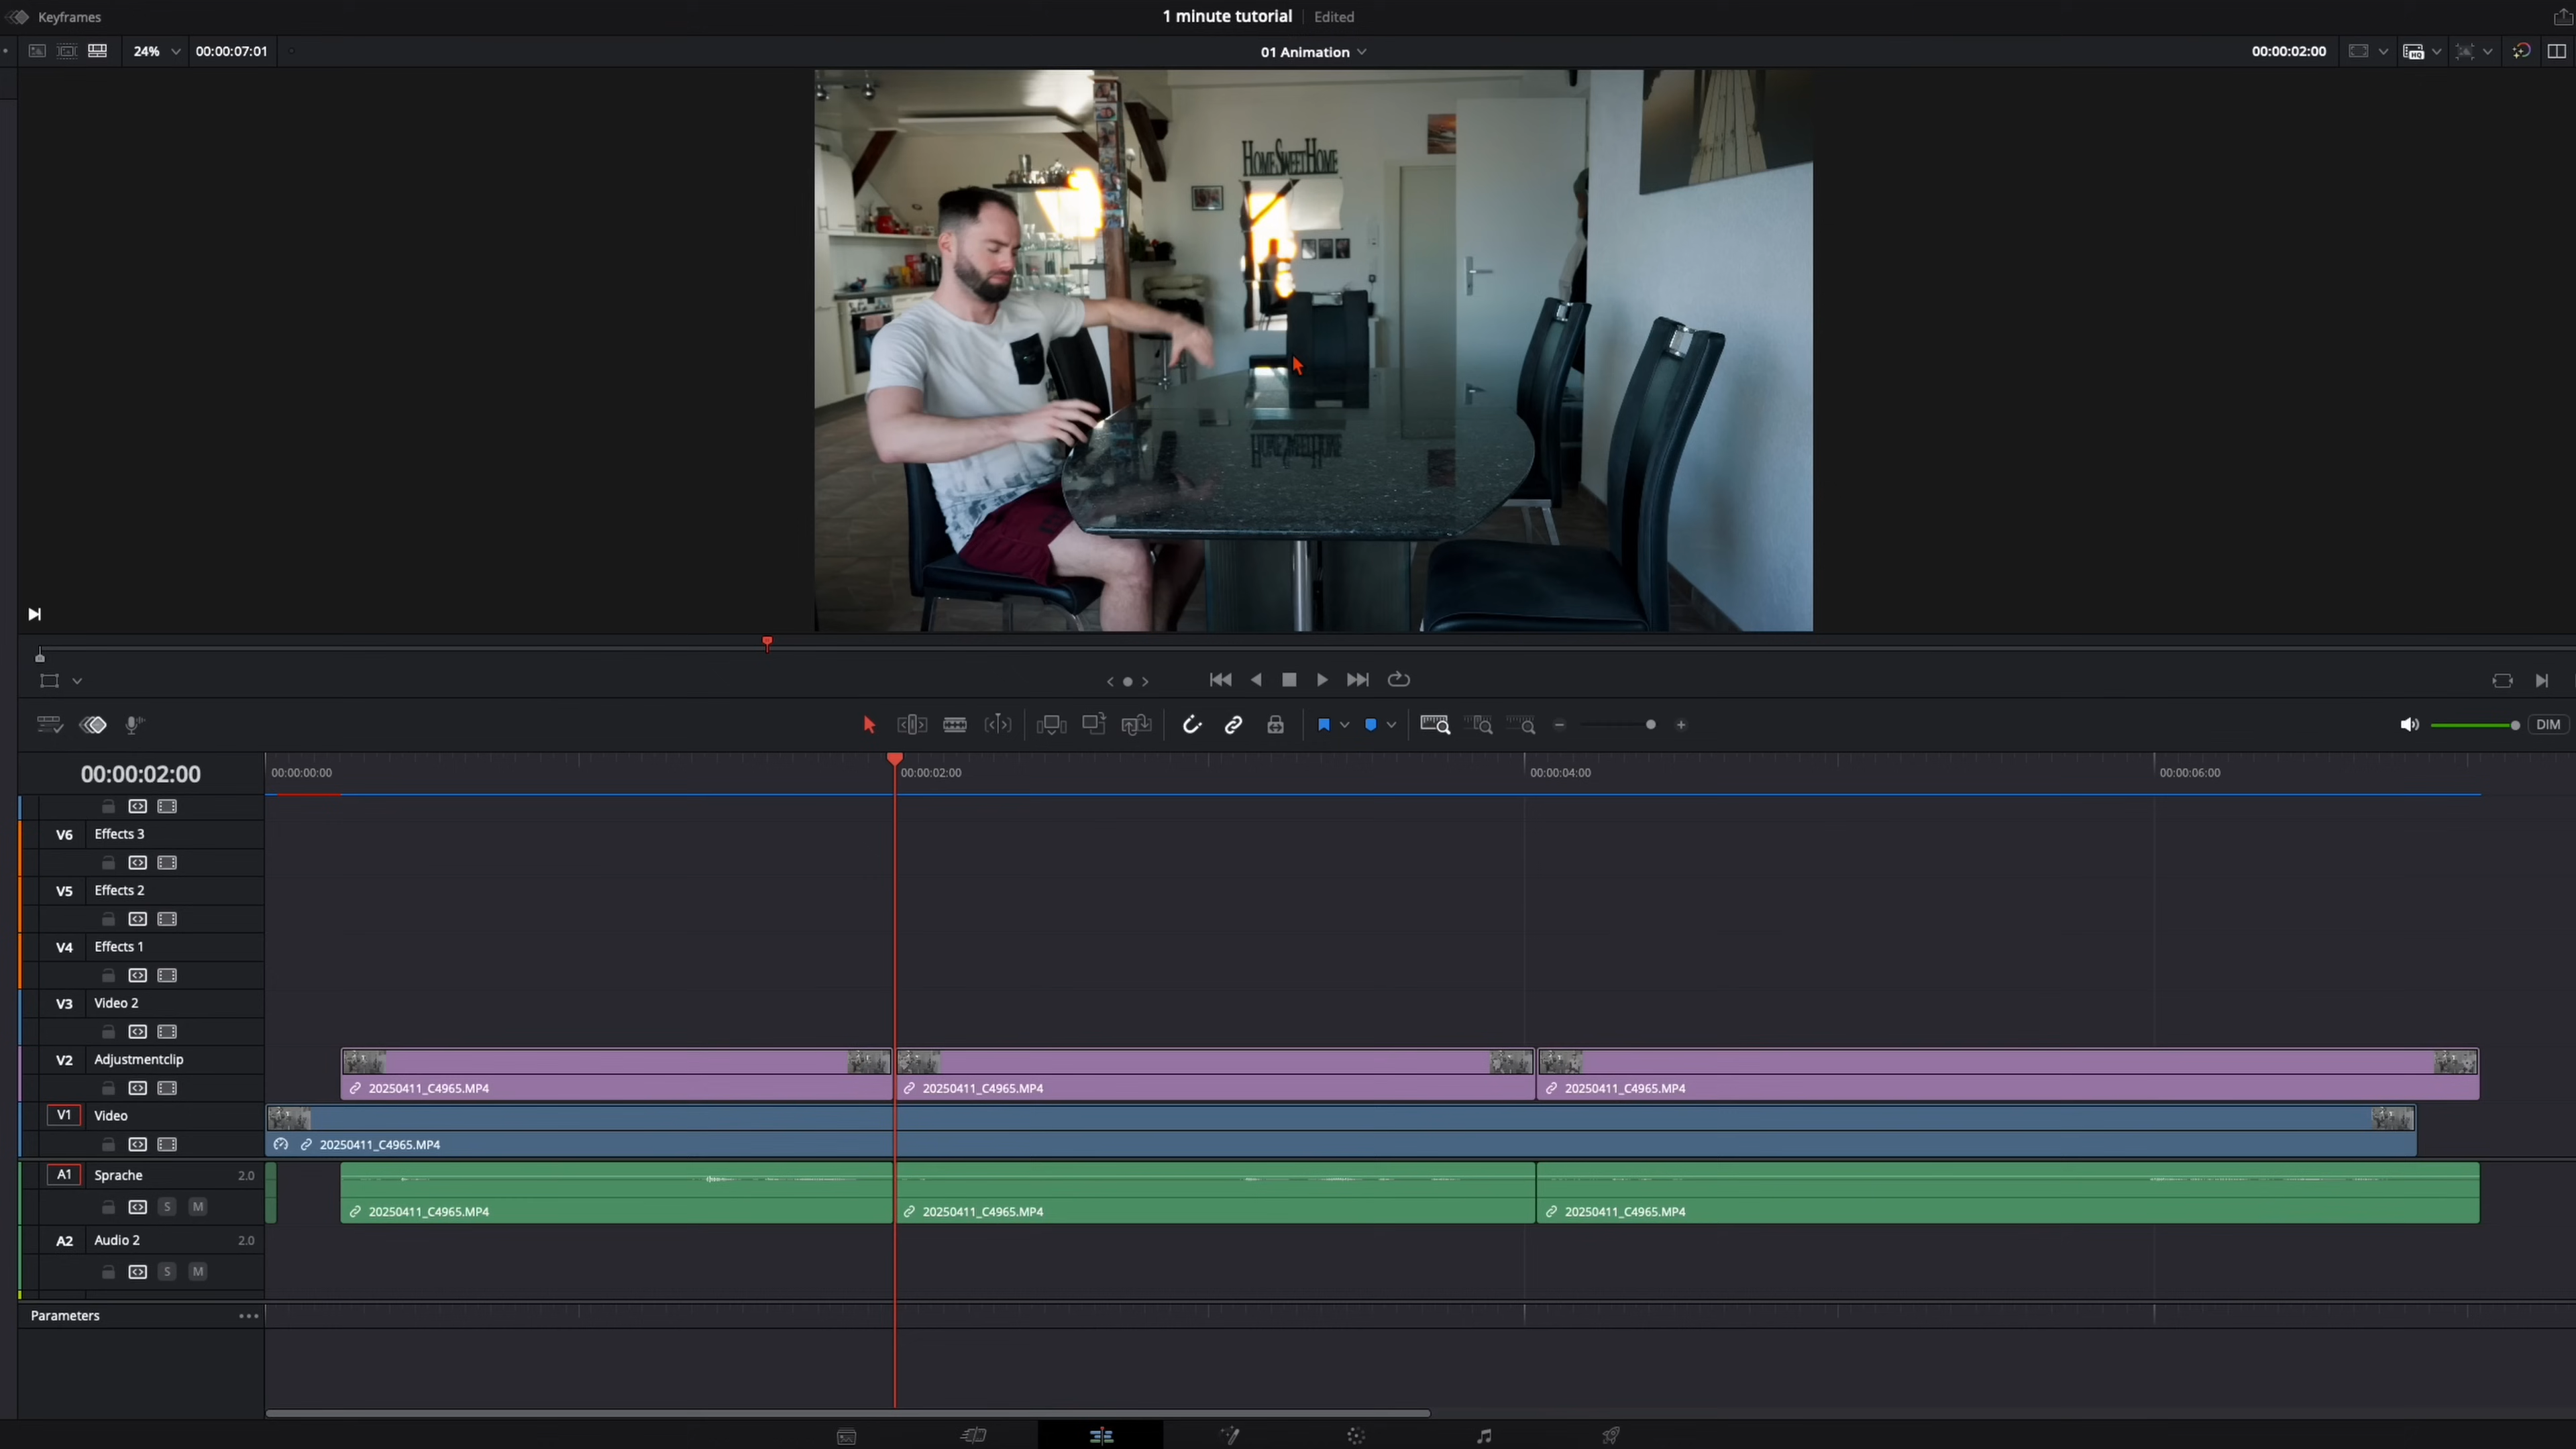 Keyframes
1 minute tutorial Edited
24% 00:00:07:01
01 Animation
00:00:02:00
HQ
HOME SWEET HOME
DIM
00:00:02:00
00:00:00:00 00:00:02:00 00:00:04:00 00:00:06:00
V6 Effects 3
V5 Effects 2
V4 Effects 1
V3 Video 2
V2 Adjustmentclip
20250411_C4965.MP4 20250411_C4965.MP4 20250411_C4965.MP4
V1 Video
20250411_C4965.MP4
A1 Sprache 2.0
S M
20250411_C4965.MP4 20250411_C4965.MP4 20250411_C4965.MP4
A2 Audio 2 2.0
S M
Parameters